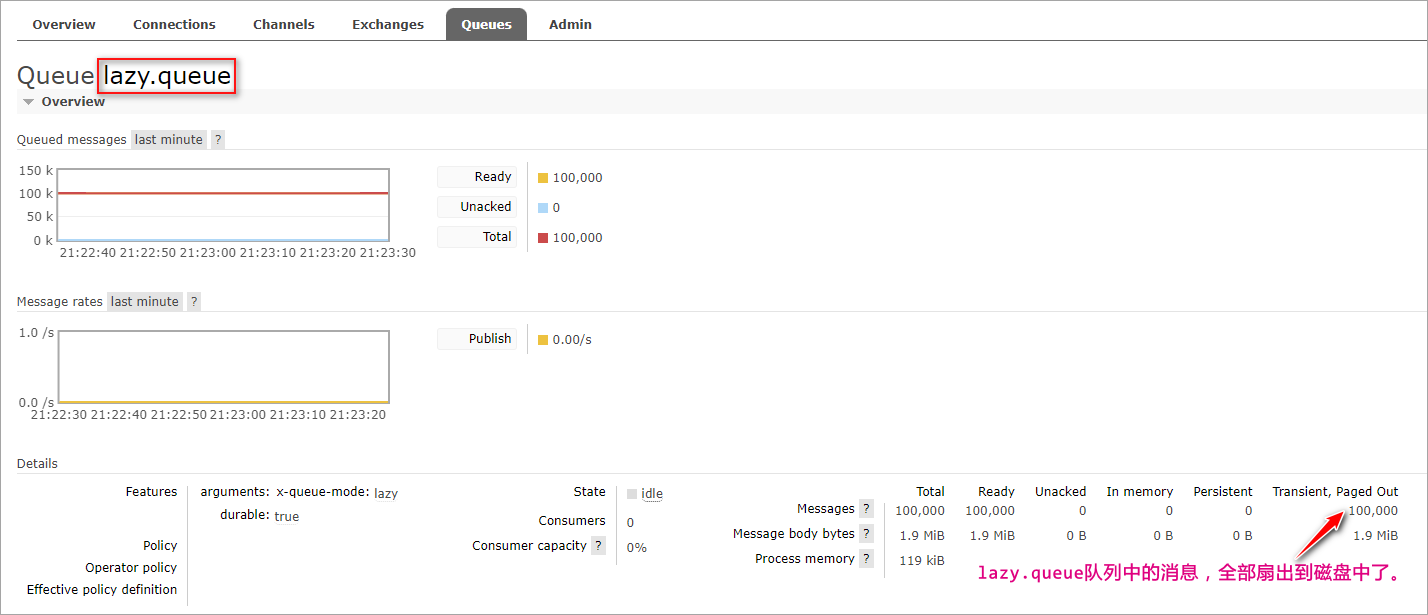 Overview Connections Channels Exchanges Queues Admin
Queue lazy.queue
Overview
Queued messages last minute ?
150 k
100 k
50 k
0 k
21:22:40 21:22:50 21:23:00 21:23:10 21:23:20 21:23:30
Ready 100,000
Unacked 0
Total 100,000
Message rates last minute ?
1.0 /s
0.0 /s
21:22:30 21:22:40 21:22:50 21:23:00 21:23:10 21:23:20
Publish 0.00/s
Details
Features arguments: x-queue-mode: lazy
durable: true
Policy
Operator policy
Effective policy definition
State idle
Consumers 0
Consumer capacity ? 0%
Total Ready Unacked In memory Persistent Transient, Paged Out
Messages ? 100,000 100,000 0 0 0 100,000
Message body bytes ? 1.9 MiB 1.9 MiB 0 B 0 B 0 B 1.9 MiB
Process memory ? 119 kiB
lazy.queue队列中的消息，全部扇出到磁盘中了。